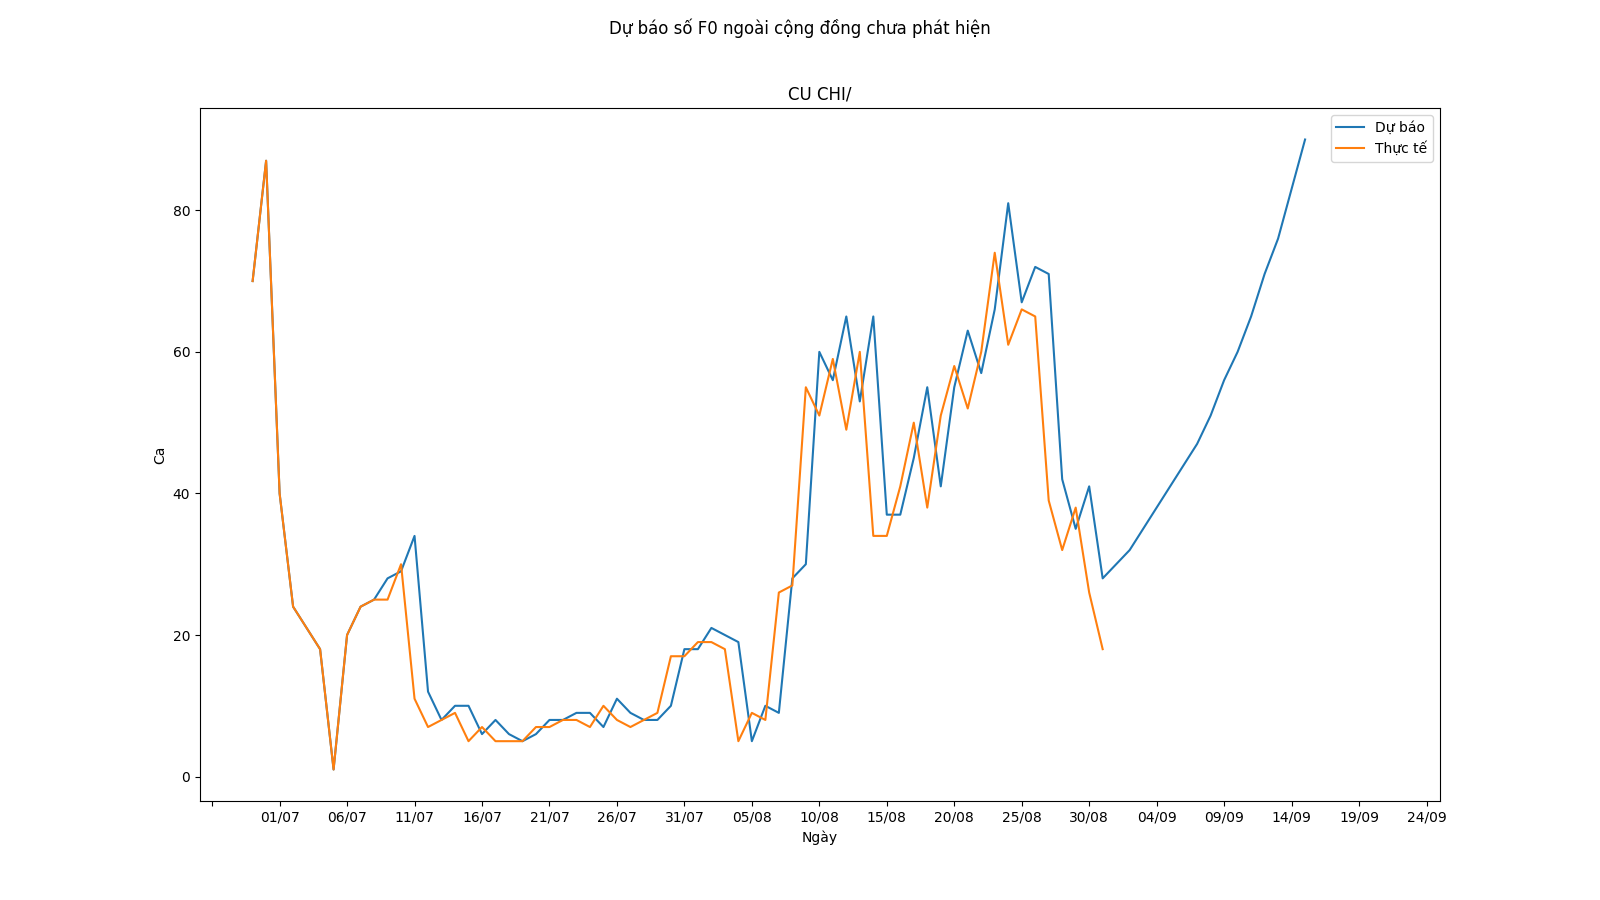 Dự báo số F0 ngoài cộng đồng chưa phát hiện
CU CHI/
Dự báo
Thực tế
80
60
40
20
0
Ca
01/07 06/07 11/07 16/07 21/07 26/07 31/07 05/08 10/08 15/08 20/08 25/08 30/08 04/09 09/09 14/09 19/09 24/09
Ngày